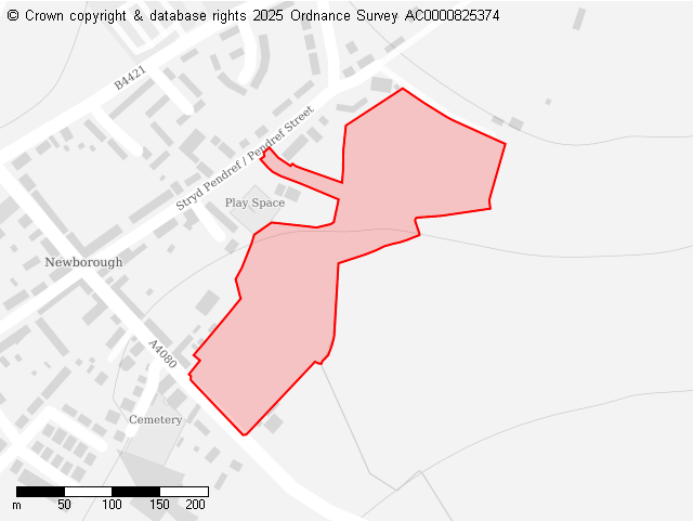 © Crown copyright & database rights 2025 Ordnance Survey AC0000825374
B4421
Stryd Pendref / Pendref Street
Play Space
Newborough
A4080
Cemetery
m 50 100 150 200